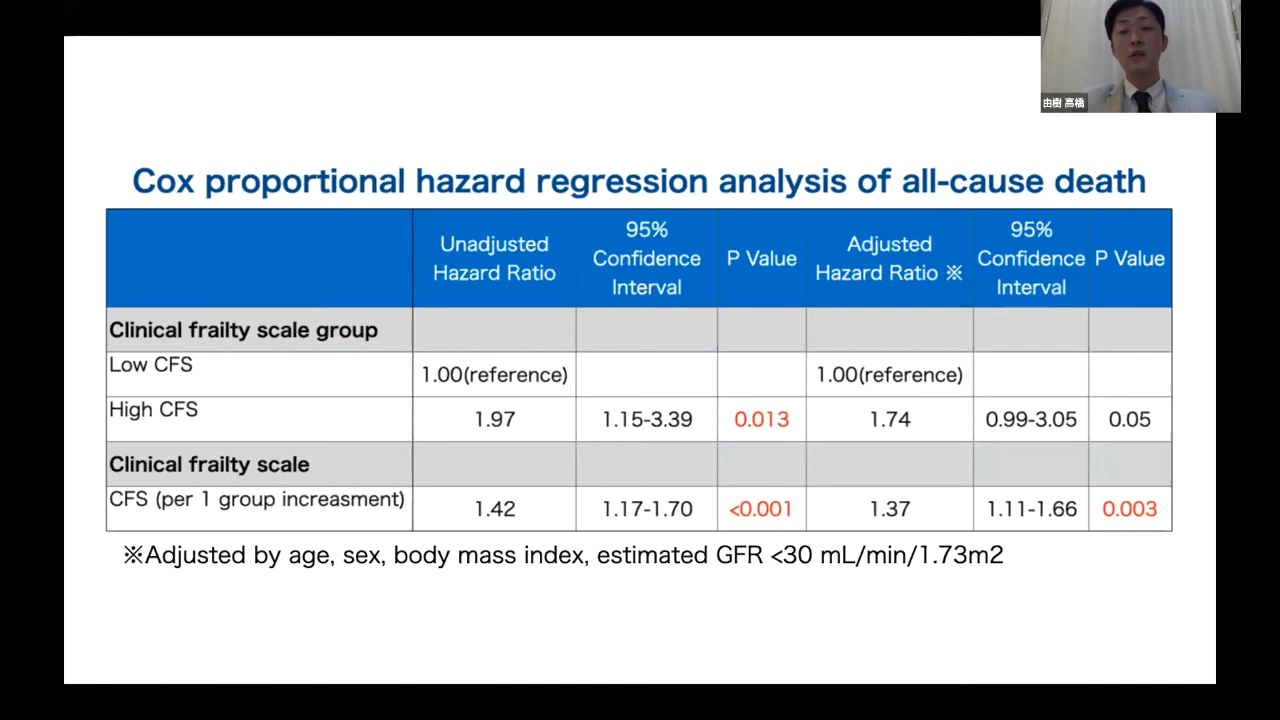 由樹 高橋
Cox proportional hazard regression analysis of all-cause death
Unadjusted Hazard Ratio 95% Confidence Interval P Value Adjusted Hazard Ratio ※ 95% Confidence Interval P Value
Clinical frailty scale group
Low CFS 1.00(reference) 1.00(reference)
High CFS 1.97 1.15-3.39 0.013 1.74 0.99-3.05 0.05
Clinical frailty scale
CFS (per 1 group increasment) 1.42 1.17-1.70 <0.001 1.37 1.11-1.66 0.003
※Adjusted by age, sex, body mass index, estimated GFR <30 mL/min/1.73m2